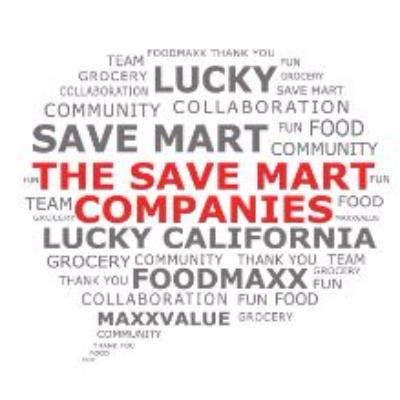 FOODMAXX THANK YOU
TEAM LUCKY FUN
GROCERY GROCERY
COLLABORATION SAVE MART
COMMUNITY COLLABORATION
SAVE MART FUN FOOD
COMMUNITY
FUN THE SAVE MART FUN
TEAM COMPANIES FOOD
GROCERY MAXXVALUE
LUCKY CALIFORNIA
GROCERY COMMUNITY THANK YOU TEAM
THANK YOU FOODMAXX GROCERY
FUN
COLLABORATION FUN FOOD
MAXXVALUE GROCERY
COMMUNITY
THANK YOU
FOOD